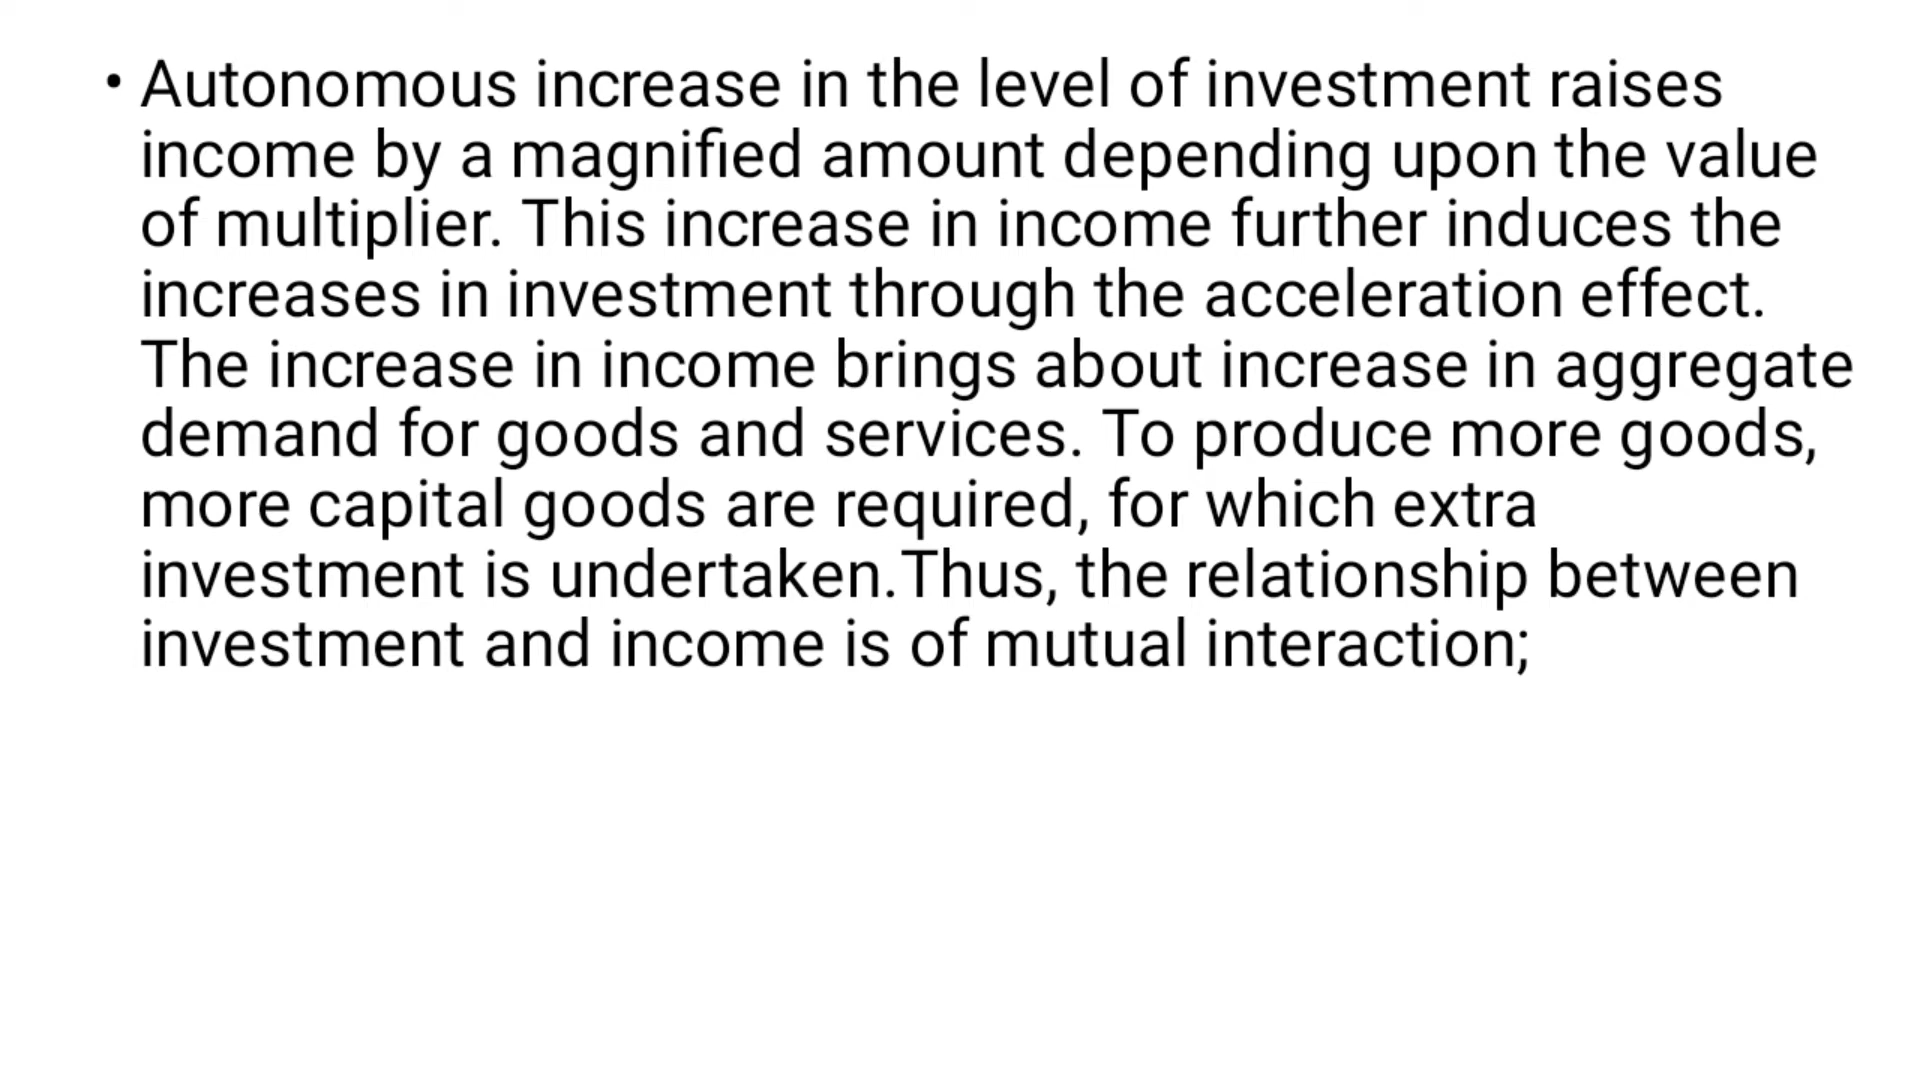 • Autonomous increase in the level of investment raises
income by a magnified amount depending upon the value
of multiplier. This increase in income further induces the
increases in investment through the acceleration effect.
The increase in income brings about increase in aggregate
demand for goods and services. To produce more goods,
more capital goods are required, for which extra
investment is undertaken.Thus, the relationship between
investment and income is of mutual interaction;